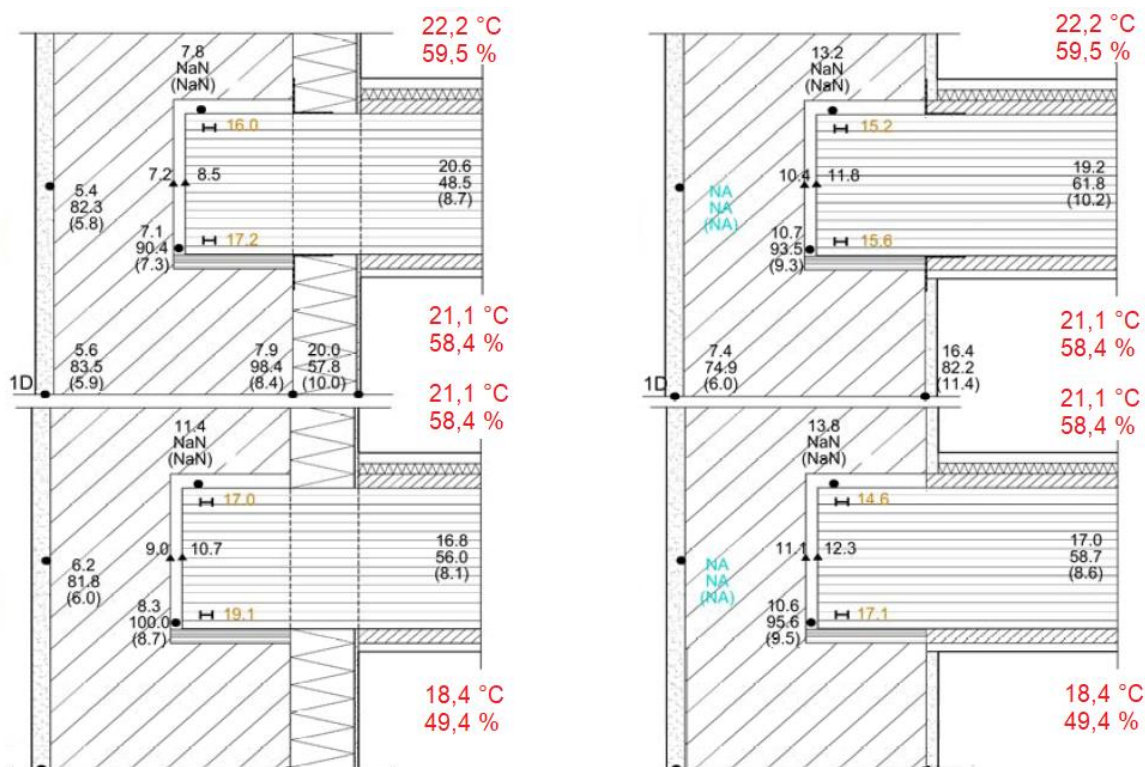 22,2 °C
59,5 %
7.8
NaN
(NaN)
16.0
7.2 8.5
20.6
48.5
(8.7)
5.4
82.3
(5.8)
7.1
90.4
(7.3)
17.2
21,1 °C
58,4 %
5.6
83.5
(5.9)
7.9
98.4
(8.4)
20.0
57.8
(10.0)
1D
21,1 °C
58,4 %
11.4
NaN
(NaN)
17.0
9.0 10.7
16.8
56.0
(8.1)
6.2
81.8
(6.0)
8.3
100.0
(8.7)
19.1
18,4 °C
49,4 %
22,2 °C
59,5 %
13.2
NaN
(NaN)
15.2
10.4 11.8
19.2
61.8
(10.2)
NA
NA
(NA)
10.7
93.5
(9.3)
15.6
21,1 °C
58,4 %
7.4
74.9
(6.0)
16.4
82.2
(11.4)
1D
21,1 °C
58,4 %
13.8
NaN
(NaN)
14.6
11.1 12.3
17.0
58.7
(8.6)
NA
NA
(NA)
10.6
95.6
(9.5)
17.1
18,4 °C
49,4 %